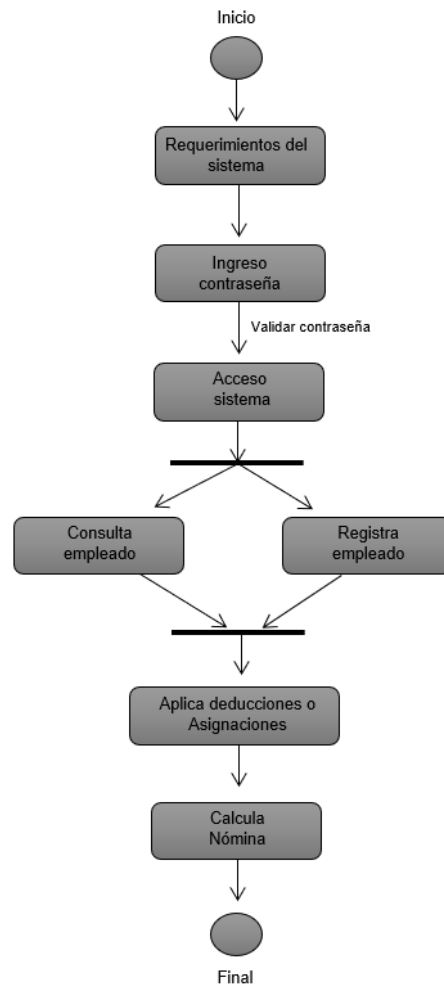 Inicio
Requerimientos del
sistema
Ingreso
contraseña
Validar contraseña
Acceso
sistema
Consulta
empleado
Registra
empleado
Aplica deducciones o
Asignaciones
Calcula
Nómina
Final